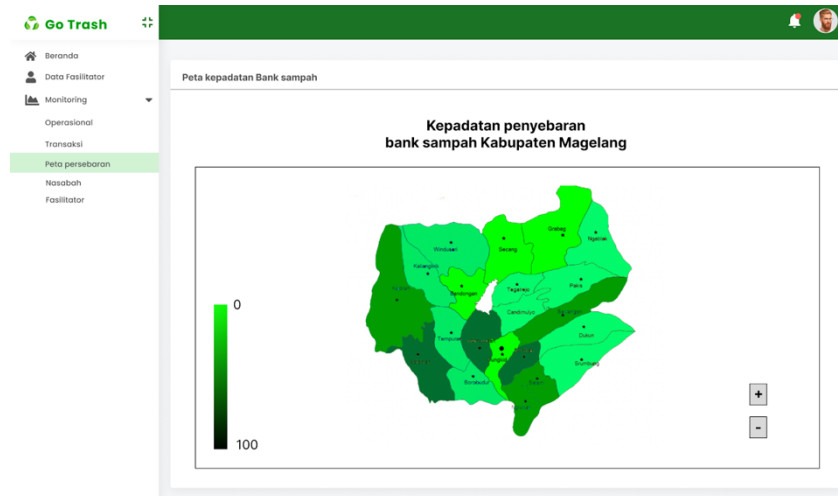 Go Trash
Beranda
Data Fasilitator
Monitoring
Operasional
Transaksi
Peta persebaran
Nasabah
Fasilitator
Peta kepadatan Bank sampah
Kepadatan penyebaran
bank sampah Kabupaten Magelang
0
100
Windusari
Secang
Grabag
Ngablak
Kaliangkrik
Bandongan
Tegalrejo
Pakis
Candimulyo
Tempuran
Dukun
Srumbung
Borobudur
Salam
+
-